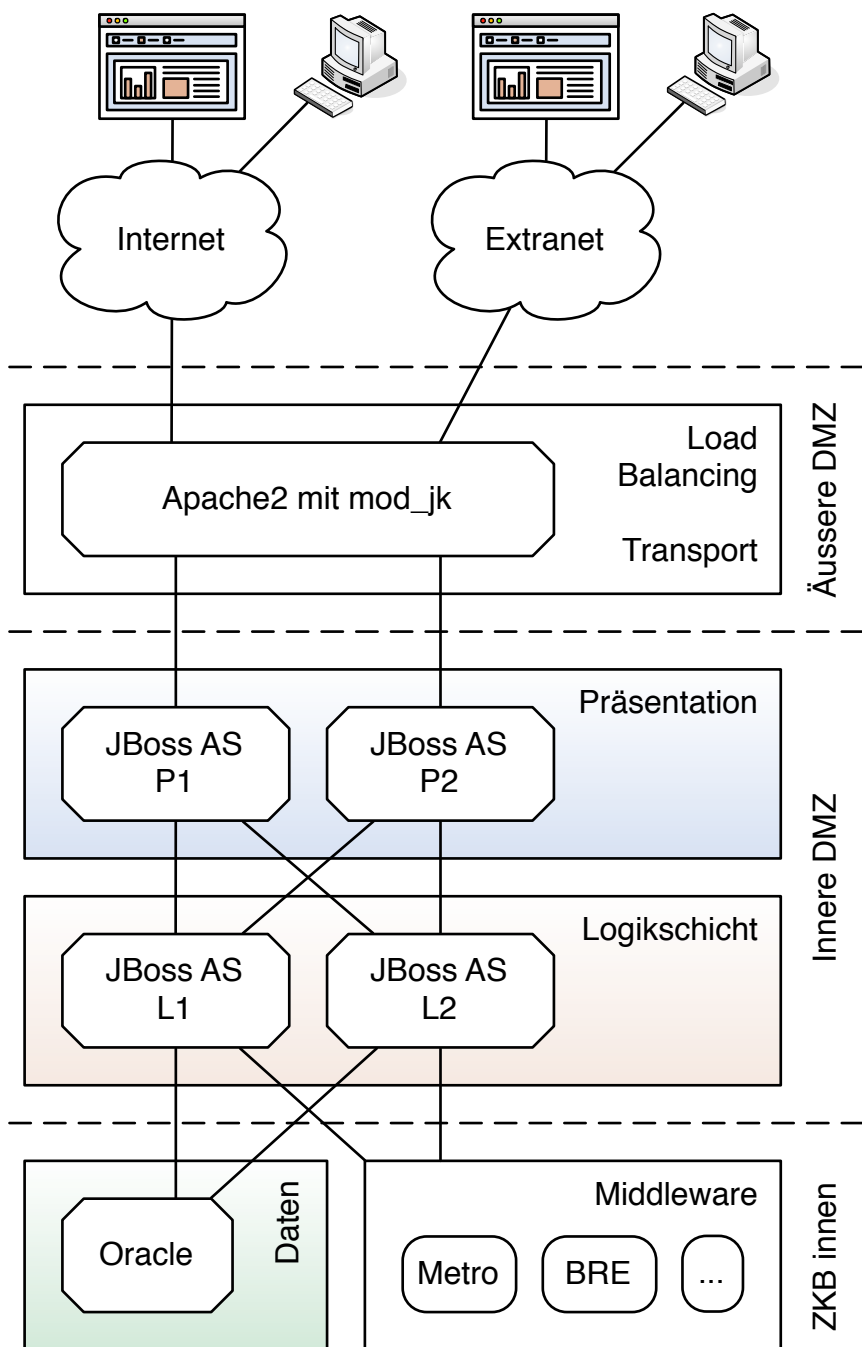 Internet
Extranet
Load
Balancing
Apache2 mit mod_jk
Transport
Äussere DMZ
Präsentation
JBoss AS
P1
JBoss AS
P2
Innere DMZ
Logikschicht
JBoss AS
L1
JBoss AS
L2
Daten
Oracle
Middleware
Metro
BRE
...
ZKB innen